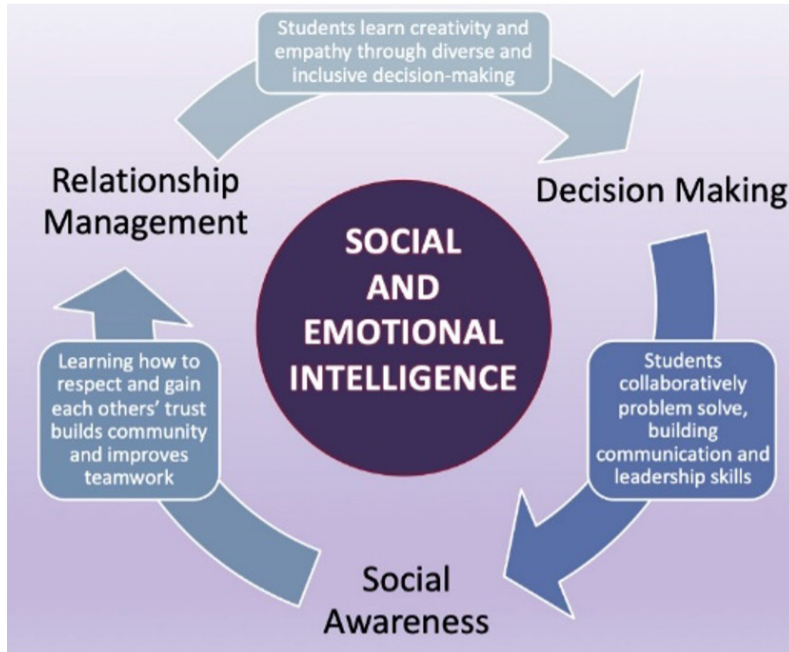 Students learn creativity and
empathy through diverse and
inclusive decision-making
Relationship
Management
Decision Making
SOCIAL
AND
EMOTIONAL
INTELLIGENCE
Learning how to
respect and gain
each others’ trust
builds community
and improves
teamwork
Students
collaboratively
problem solve,
building
communication and
leadership skills
Social
Awareness